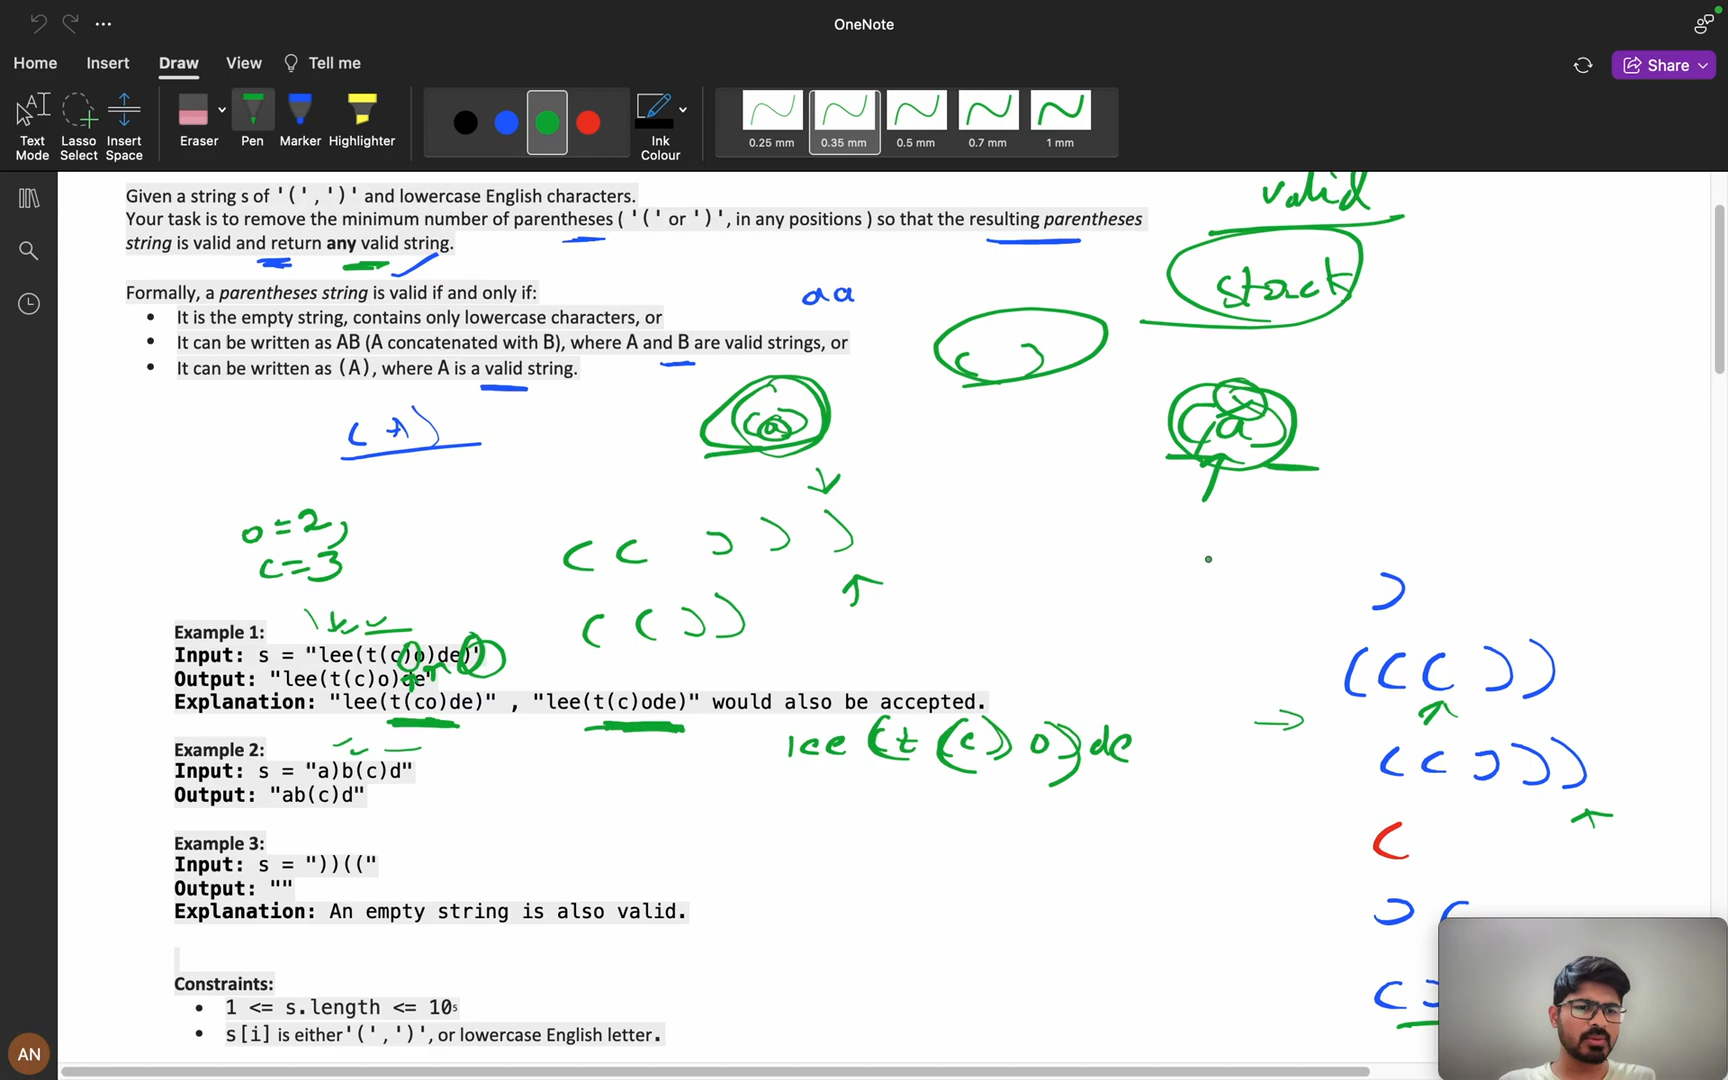 OneNote
Home Insert Draw View Tell me
Share
Text Mode
Lasso Select
Insert Space
Eraser
Pen
Marker
Highlighter
Ink Colour
0.25 mm
0.35 mm
0.5 mm
0.7 mm
1 mm
Given a string s of '(' , ')' and lowercase English characters.
Your task is to remove the minimum number of parentheses ( '(' or ')', in any positions ) so that the resulting parentheses
string is valid and return any valid string.
valid
stack
Formally, a parentheses string is valid if and only if:
aa
It is the empty string, contains only lowercase characters, or
It can be written as AB (A concatenated with B), where A and B are valid strings, or
It can be written as (A), where A is a valid string.
( )
( A )
a
a
o = 2,
c = 3
( ( ) ) )
( ( ) )
)
( ( ( ) )
( ( ) ) )
(
) (
( )
Example 1:
Input: s = "lee(t(c)o)de)"
Output: "lee(t(c)o)de"
Explanation: "lee(t(co)de)" , "lee(t(c)ode)" would also be accepted.
lee (t (c) o) de
Example 2:
Input: s = "a)b(c)d"
Output: "ab(c)d"
Example 3:
Input: s = "))(("
Output: ""
Explanation: An empty string is also valid.
Constraints:
1 <= s.length <= 10⁵
s[i] is either '(' , ')' , or lowercase English letter.
AN